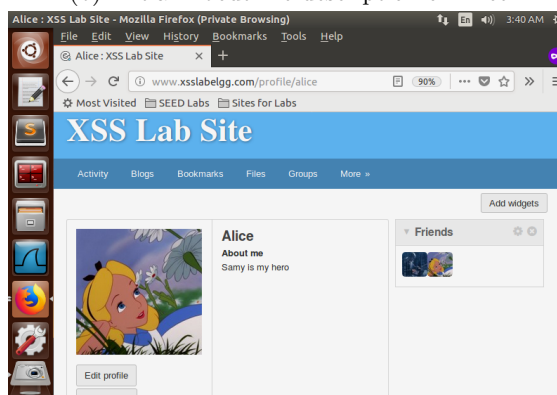 Alice : XSS Lab Site - Mozilla Firefox (Private Browsing)
En
3:40 AM
File Edit View History Bookmarks Tools Help
Alice : XSS Lab Site
www.xsslabelgg.com/profile/alice
90%
Most Visited SEED Labs Sites for Labs
XSS Lab Site
Activity Blogs Bookmarks Files Groups More »
Add widgets
Alice
About me
Samy is my hero
Friends
Edit profile